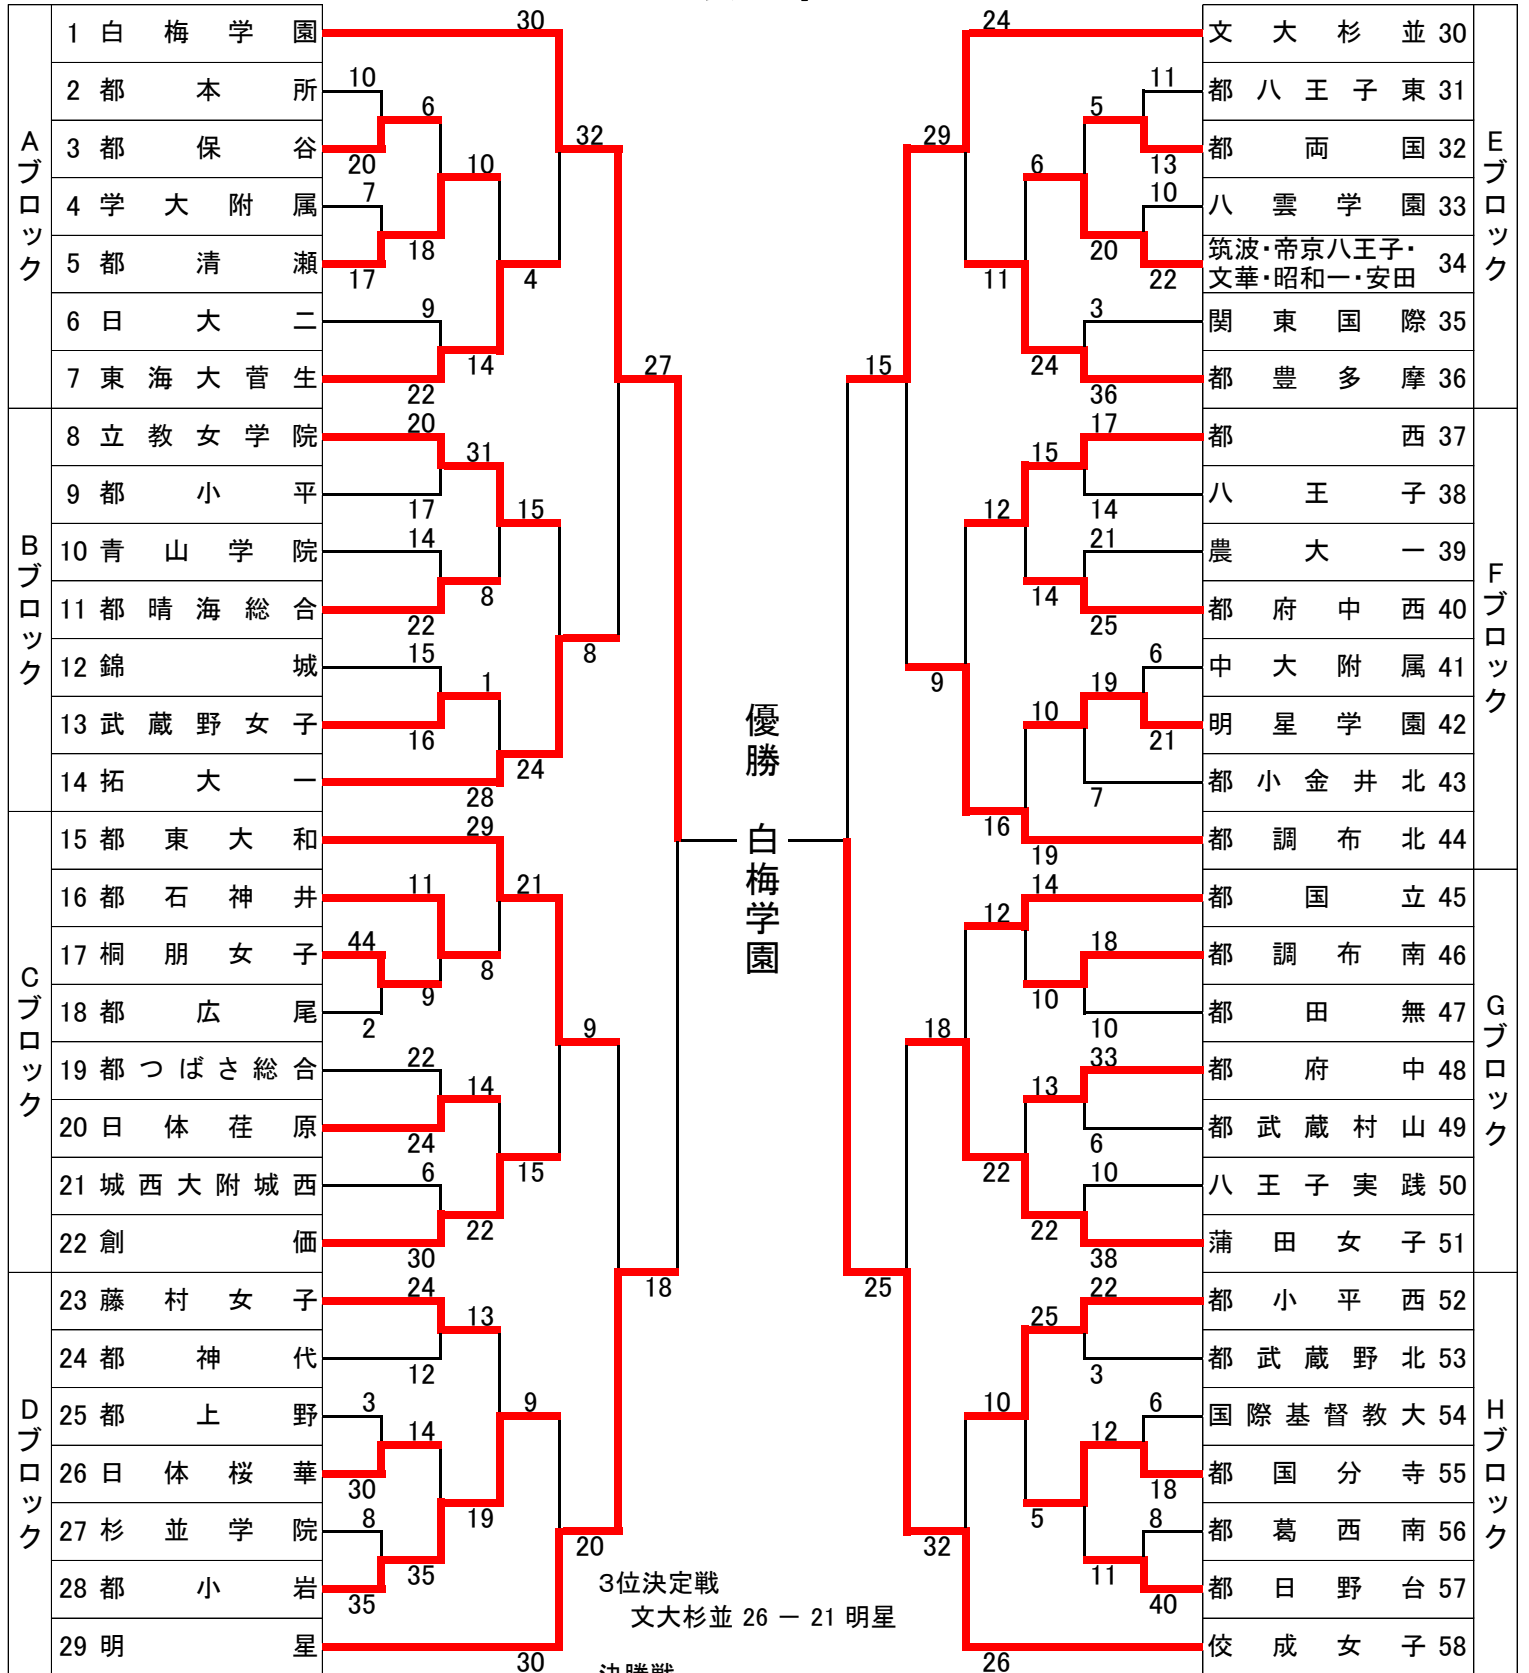 Aブロック
1 白梅学園
2 都本所
3 都保谷
4 学大附属
5 都清瀬
6 日大二
7 東海大菅生
30
10
6
20
7
18
17
10
9
14
22
4
32
Bブロック
8 立教女学院
9 都小平
10 青山学院
11 都晴海総合
12 錦城
13 武蔵野女子
14 拓大一
20
31
17
14
8
22
15
15
1
16
24
28
8
27
Cブロック
15 都東大和
16 都石神井
17 桐朋女子
18 都広尾
19 都つばさ総合
20 日体荏原
21 城西大附城西
22 創価
29
11
21
44
9
8
2
22
14
24
6
22
30
15
9
Dブロック
23 藤村女子
24 都神代
25 都上野
26 日体桜華
27 杉並学院
28 都小岩
29 明星
24
13
12
3
14
30
8
35
35
19
9
20
30
18
優勝 白梅学園
Eブロック
文大杉並 30
都八王子東 31
都両国 32
八雲学園 33
筑波・帝京八王子・
文華・昭和一・安田 34
関東国際 35
都豊多摩 36
24
11
5
13
10
20
22
6
3
24
36
11
29
Fブロック
都西 37
八王子 38
農大一 39
都府中西 40
中大附属 41
明星学園 42
都小金井北 43
都調布北 44
17
15
14
21
14
25
12
6
19
21
10
7
16
19
9
15
Gブロック
都国立 45
都調布南 46
都田無 47
都府中 48
都武蔵村山 49
八王子実践 50
蒲田女子 51
14
12
18
10
10
33
13
6
10
22
38
22
18
Hブロック
都小平西 52
都武蔵野北 53
国際基督教大 54
都国分寺 55
都葛西南 56
都日野台 57
佼成女子 58
22
25
3
6
12
18
8
11
40
5
10
32
26
25
3位決定戦
文大杉並 26 － 21 明星
決勝戦